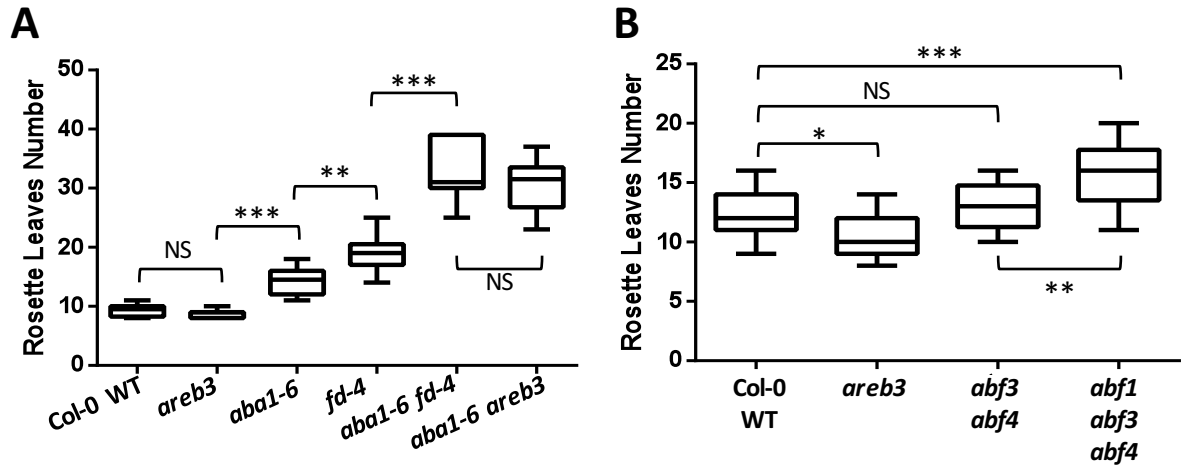 A
Rosette Leaves Number
50
40
30
20
10
0
NS
***
**
***
NS
Col-0 WT
areb3
aba1-6
fd-4
aba1-6 fd-4
aba1-6 areb3
B
Rosette Leaves Number
25
20
15
10
5
0
***
NS
*
**
Col-0 areb3 abf3 abf1
WT abf4 abf3
abf4